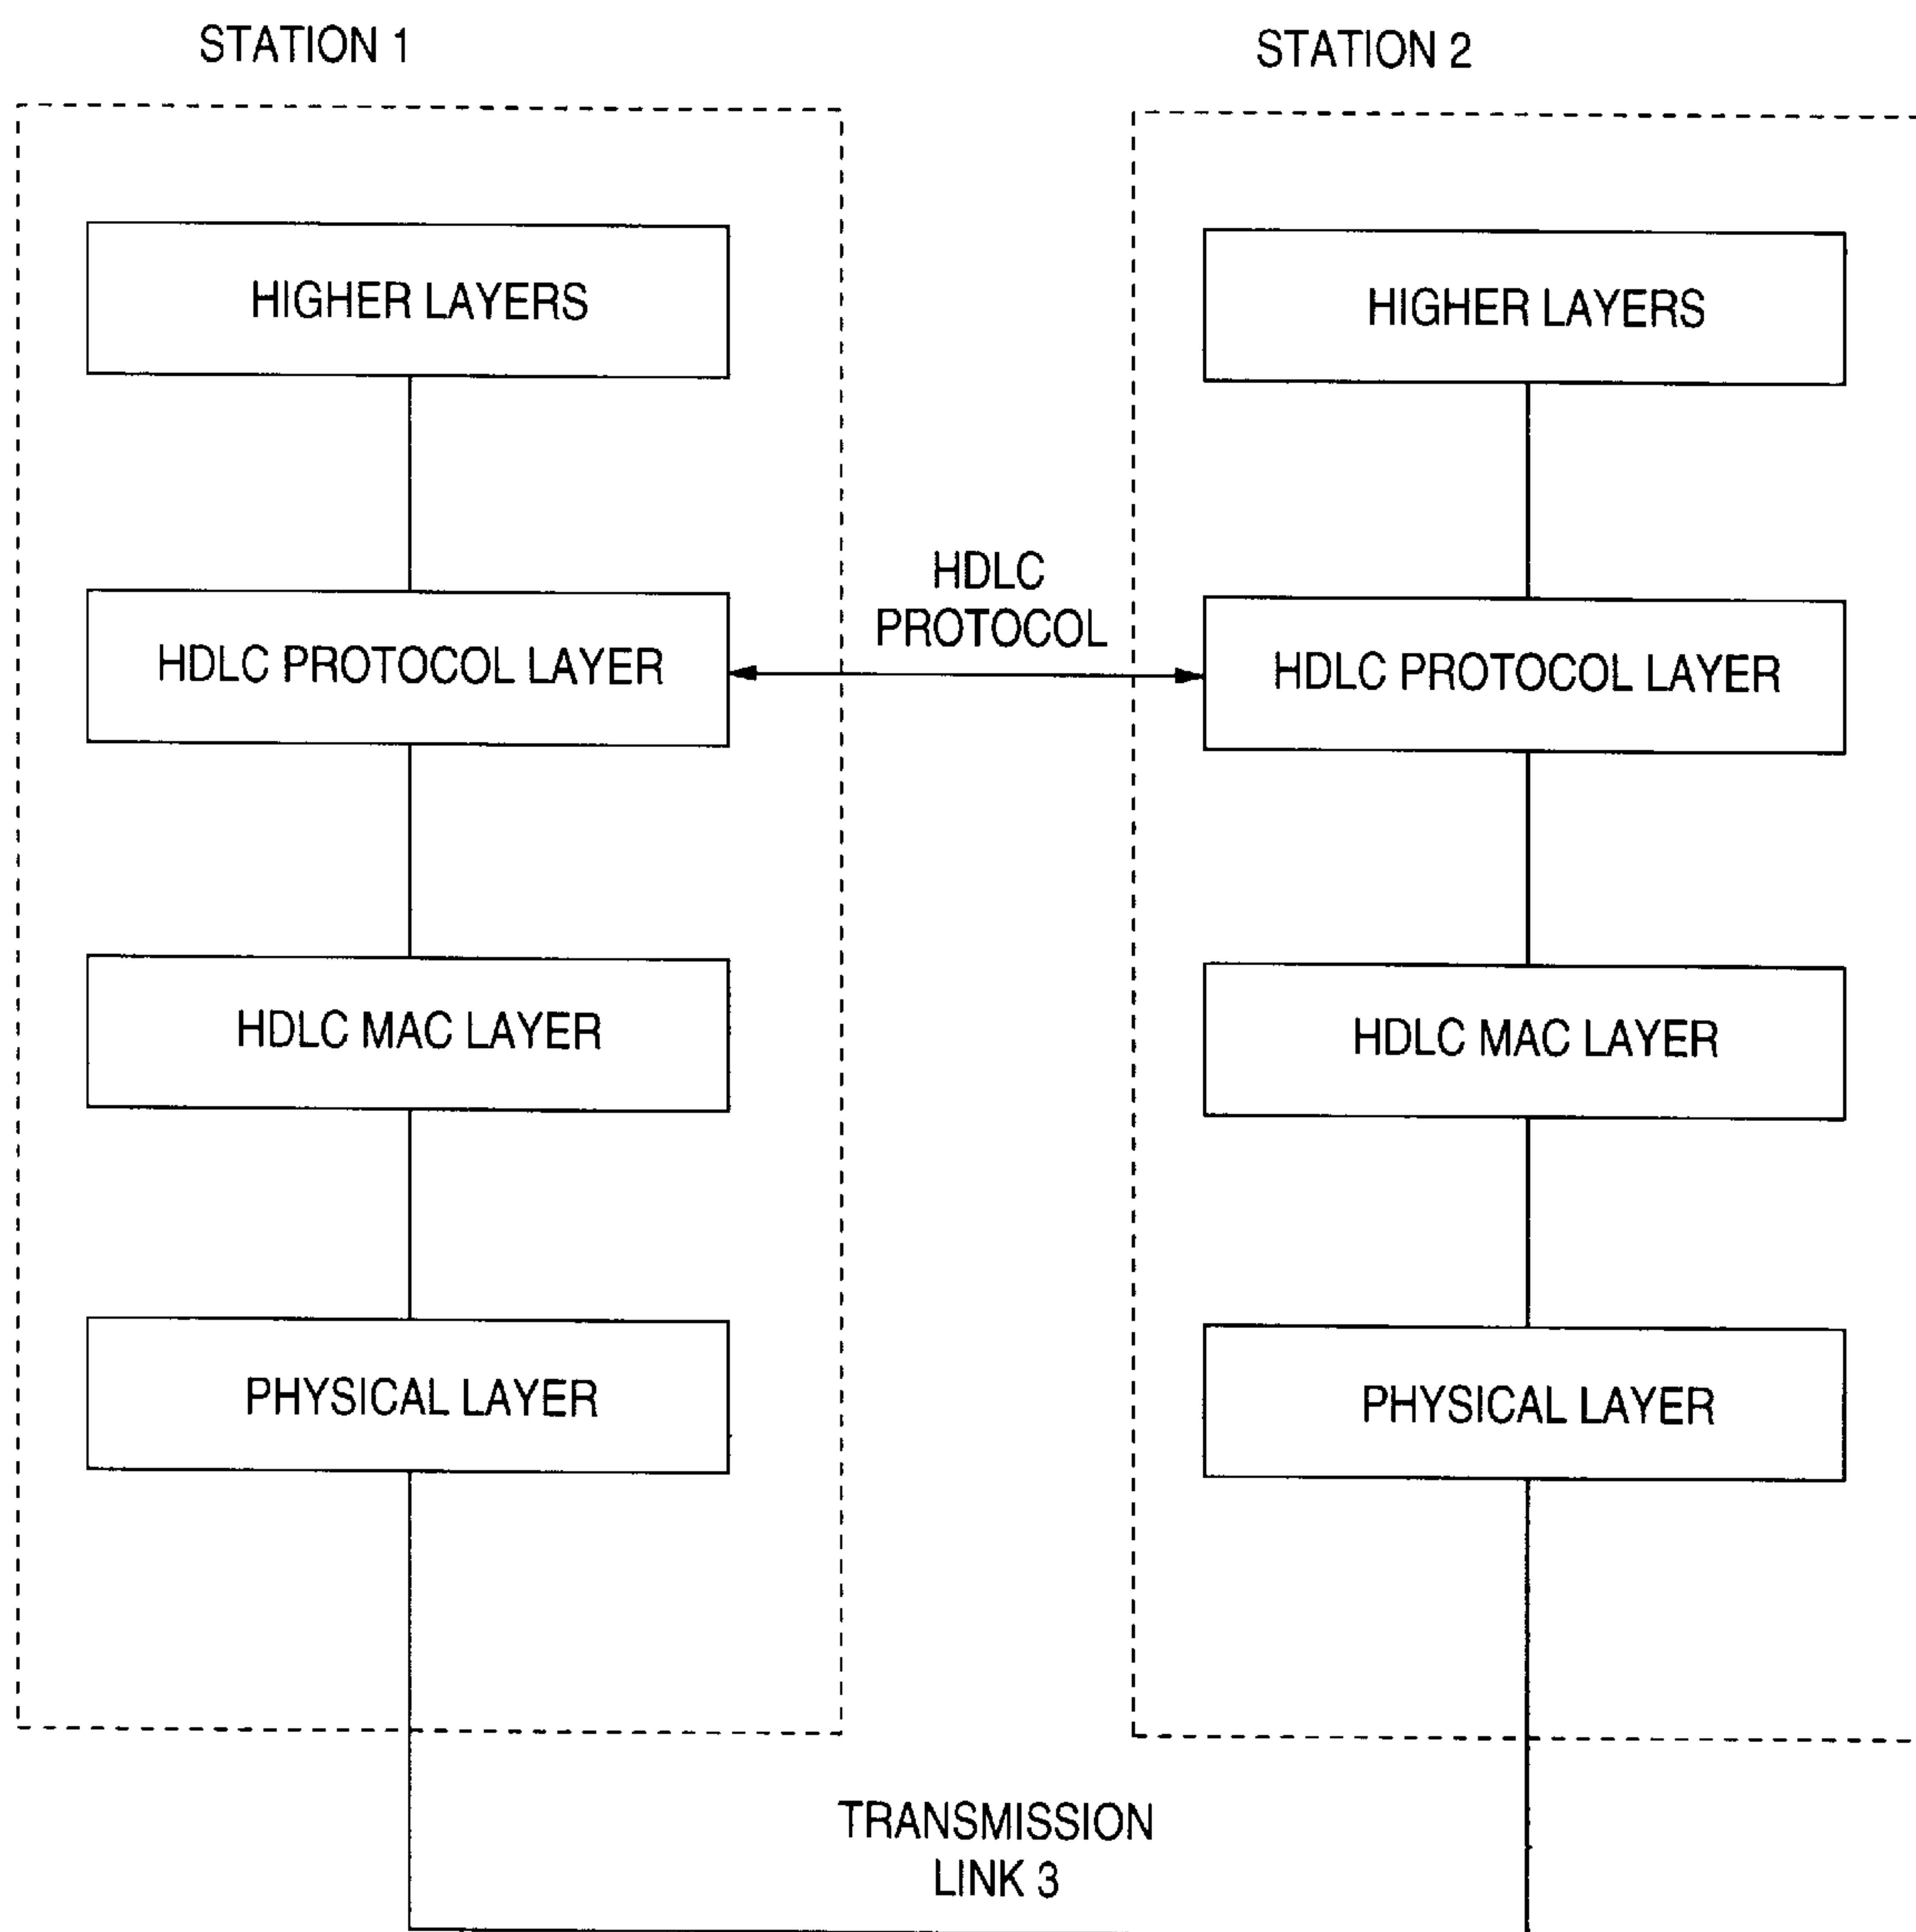 STATION 1
STATION 2
HIGHER LAYERS
HIGHER LAYERS
HDLC
PROTOCOL
HDLC PROTOCOL LAYER
HDLC PROTOCOL LAYER
HDLC MAC LAYER
HDLC MAC LAYER
PHYSICAL LAYER
PHYSICAL LAYER
TRANSMISSION
LINK 3